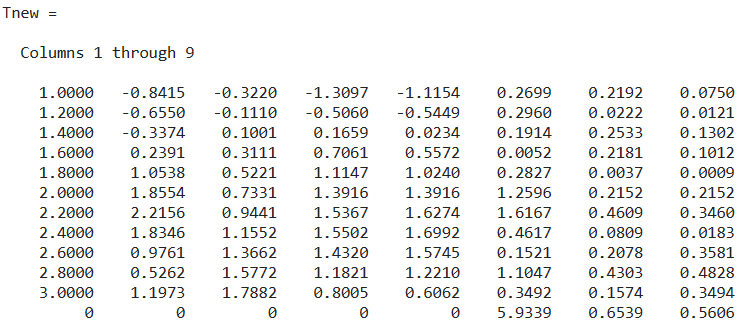 Tnew =
Columns 1 through 9
1.0000 -0.8415 -0.3220 -1.3097 -1.1154 0.2699 0.2192 0.0750
1.2000 -0.6550 -0.1110 -0.5060 -0.5449 0.2960 0.0222 0.0121
1.4000 -0.3374 0.1001 0.1659 0.0234 0.1914 0.2533 0.1302
1.6000 0.2391 0.3111 0.7061 0.5572 0.0052 0.2181 0.1012
1.8000 1.0538 0.5221 1.1147 1.0240 0.2827 0.0037 0.0009
2.0000 1.8554 0.7331 1.3916 1.3916 1.2596 0.2152 0.2152
2.2000 2.2156 0.9441 1.5367 1.6274 1.6167 0.4609 0.3460
2.4000 1.8346 1.1552 1.5502 1.6992 0.4617 0.0809 0.0183
2.6000 0.9761 1.3662 1.4320 1.5745 0.1521 0.2078 0.3581
2.8000 0.5262 1.5772 1.1821 1.2210 1.1047 0.4303 0.4828
3.0000 1.1973 1.7882 0.8005 0.6062 0.3492 0.1574 0.3494
0 0 0 0 0 5.9339 0.6539 0.5606